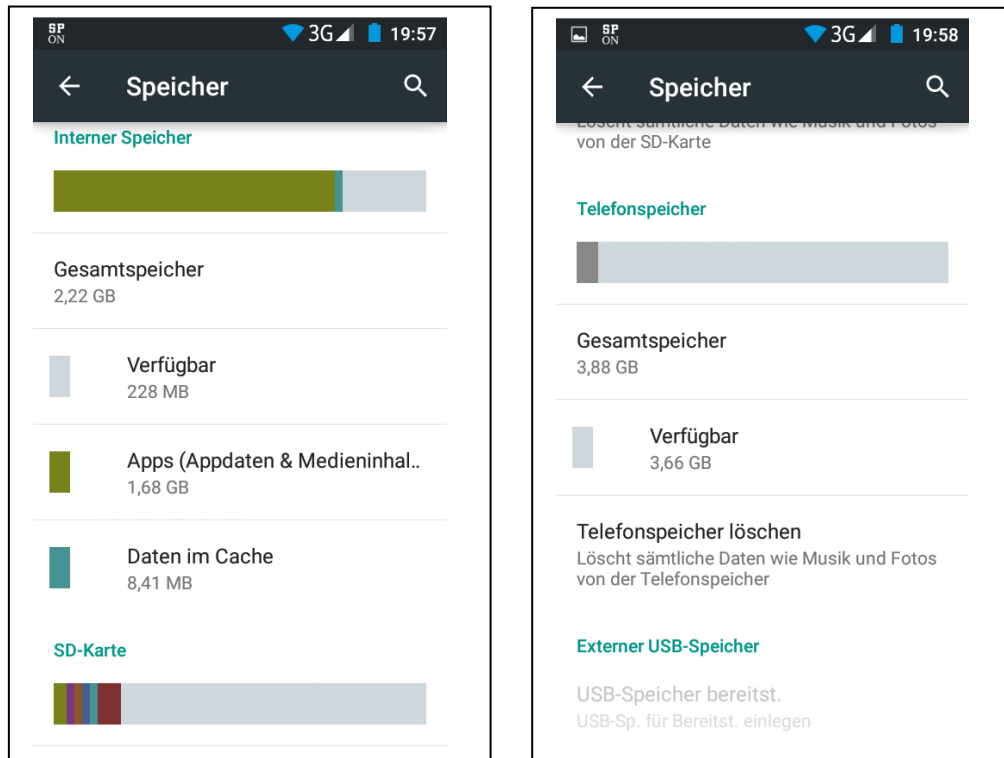 SP
ON
3G
19:57
Speicher
Interner Speicher
Gesamtspeicher
2,22 GB
Verfügbar
228 MB
Apps (Appdaten & Medieninhal..
1,68 GB
Daten im Cache
8,41 MB
SD-Karte
SP
ON
3G
19:58
Speicher
Löscht sämtliche Daten wie Musik und Fotos
von der SD-Karte
Telefonspeicher
Gesamtspeicher
3,88 GB
Verfügbar
3,66 GB
Telefonspeicher löschen
Löscht sämtliche Daten wie Musik und Fotos
von der Telefonspeicher
Externer USB-Speicher
USB-Speicher bereitst.
USB-Sp. für Bereitst. einlegen